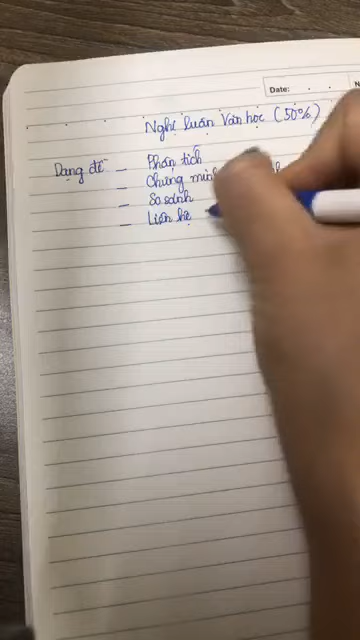 Date:
Nghị luận Văn học (50%)
Dạng đề – Phân tích
– Chứng minh
– So sánh
– Liên hệ